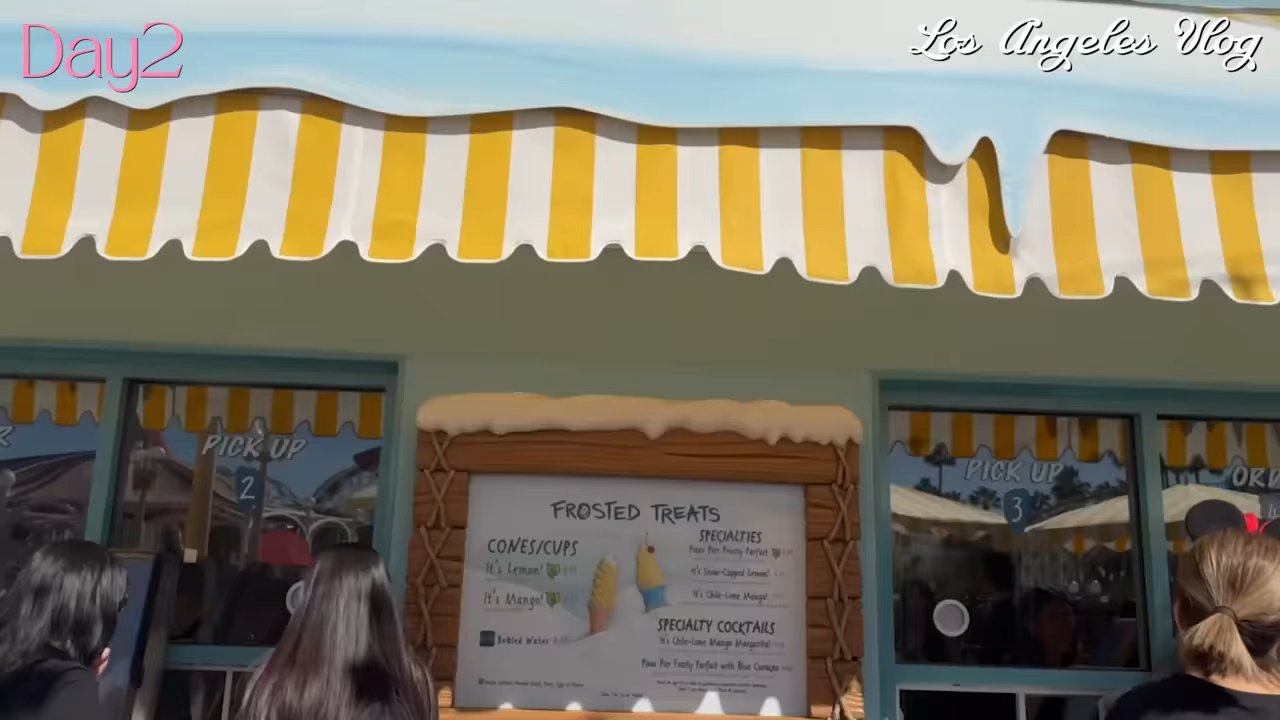 Day2
Los Angeles Vlog
PICK UP
2
PICK UP
3
ORD
FROSTED TREATS
CONES/CUPS
It's Lemon!
It's Mango!
Bottled Water
SPECIALTIES
Pixar Pier Frosty Parfait
It's Snow-Capped Lemon!
It's Chile-Lime Mango!
SPECIALTY COCKTAILS
It's Chile-Lime Mango Margarita!
Pixar Pier Frosty Parfait with Blue Curaçao